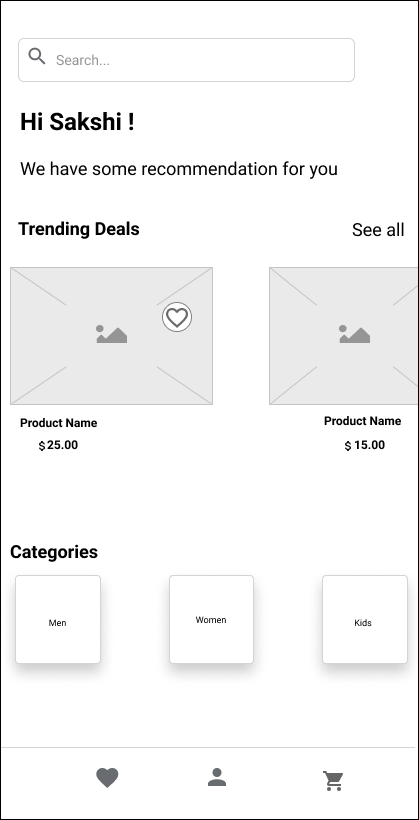 Search...
Hi Sakshi !
We have some recommendation for you
Trending Deals See all
Product Name Product Name
$ 25.00 $ 15.00
Categories
Men Women Kids